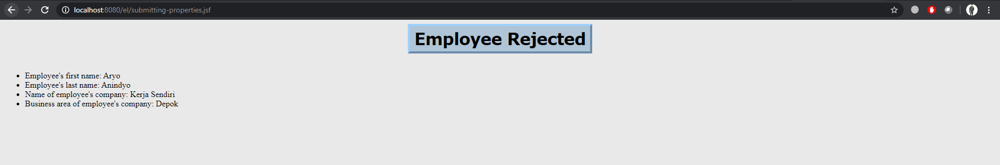 localhost:8080/el/submitting-properties.jsf
Employee Rejected
• Employee's first name: Aryo
• Employee's last name: Anindyo
• Name of employee's company: Kerja Sendiri
• Business area of employee's company: Depok